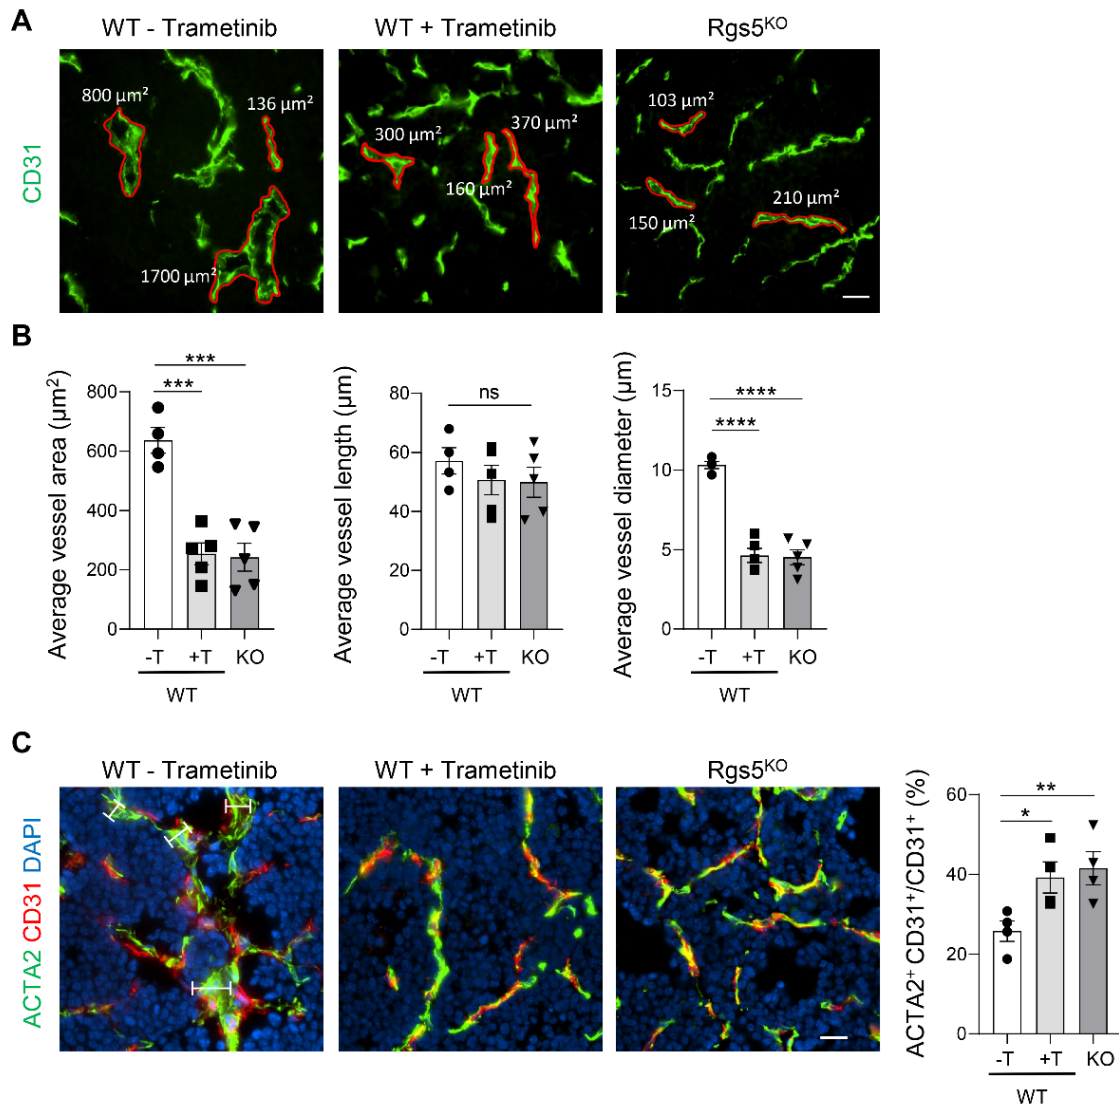 A
WT - Trametinib
WT + Trametinib
Rgs5ᴷᴼ
CD31
800 µm²
136 µm²
1700 µm²
300 µm²
370 µm²
160 µm²
103 µm²
150 µm²
210 µm²
B
Average vessel area (µm²)
800
600
400
200
0
***
***
-T
+T
KO
WT
Average vessel length (µm)
80
60
40
20
0
ns
-T
+T
KO
WT
Average vessel diameter (µm)
15
10
5
0
****
****
-T
+T
KO
WT
C
WT - Trametinib
WT + Trametinib
Rgs5ᴷᴼ
ACTA2 CD31 DAPI
ACTA2⁺ CD31⁺/CD31⁺ (%)
60
40
20
0
**
*
-T
+T
KO
WT